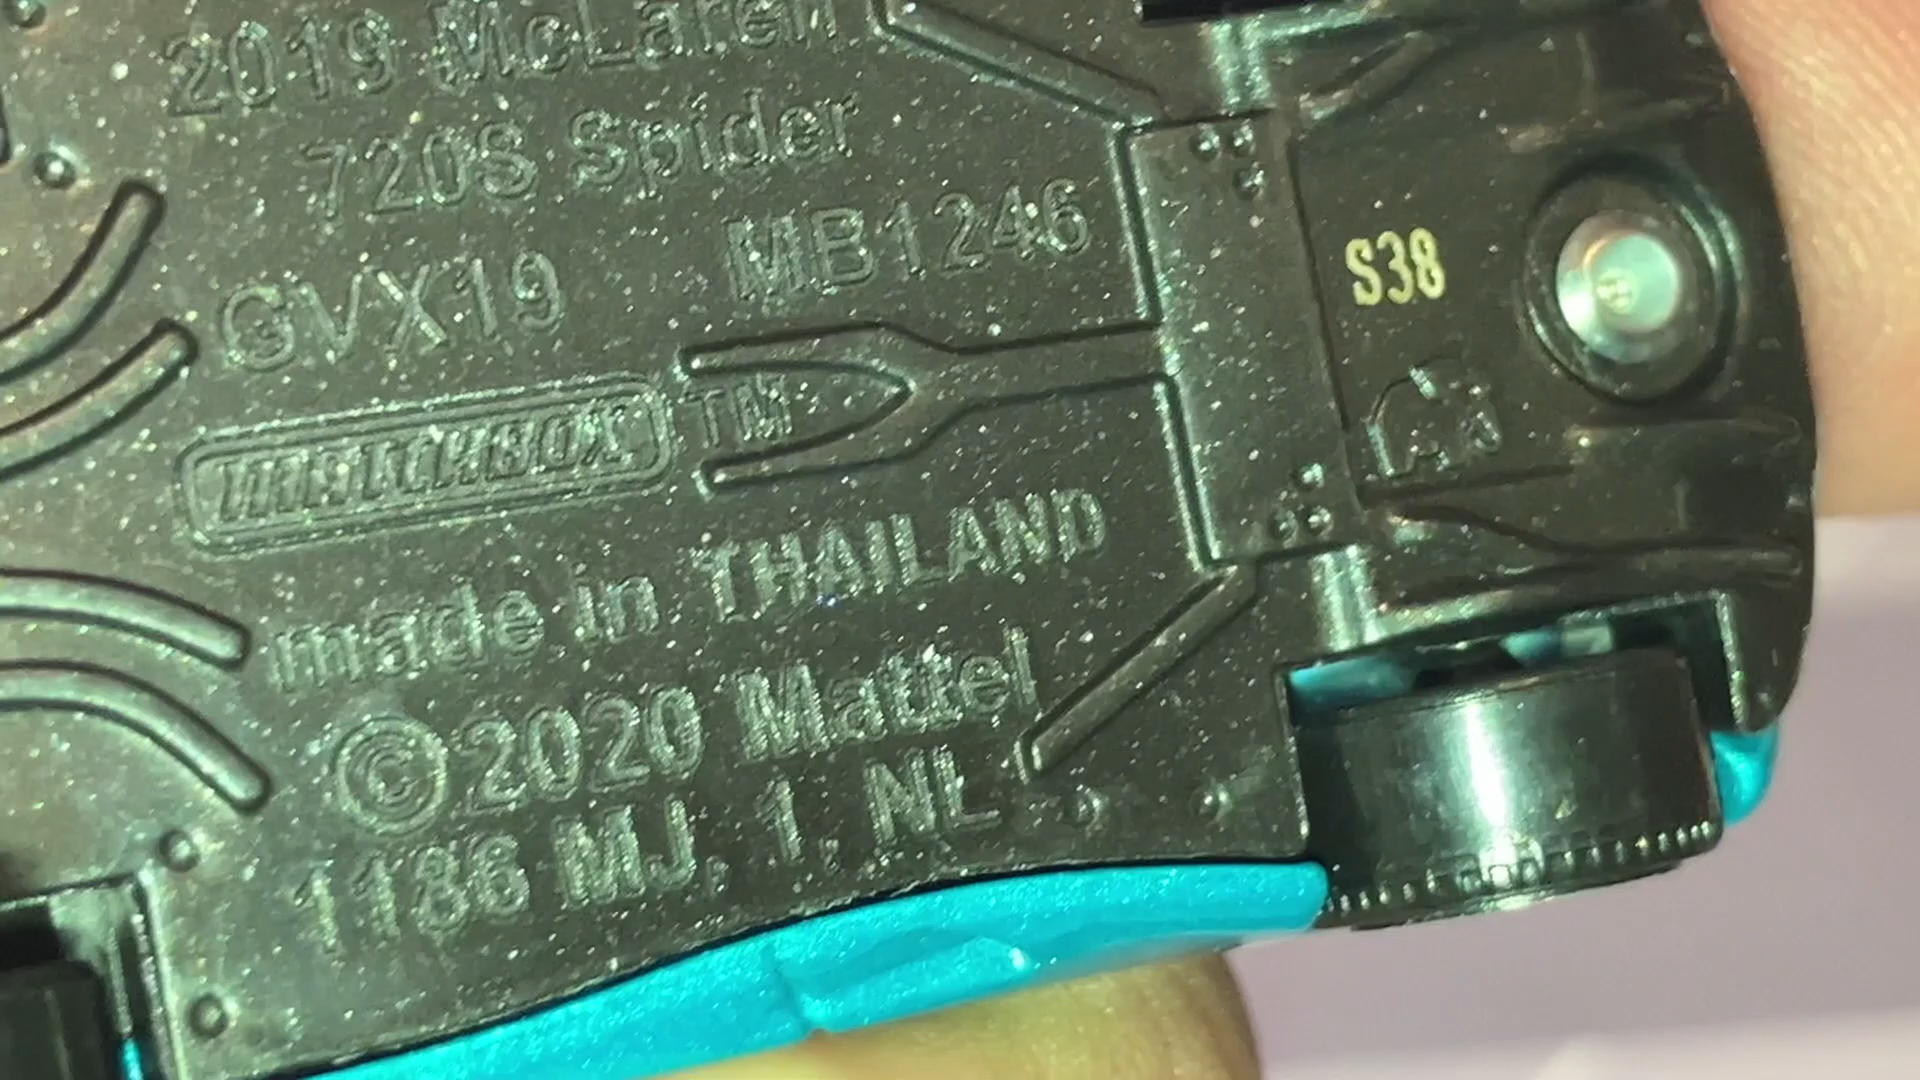 2019 McLaren
720S Spider
GVX19 MB1246
S38
MATCHBOX TM
made in THAILAND
©2020 Mattel
1186 MJ, 1, NL